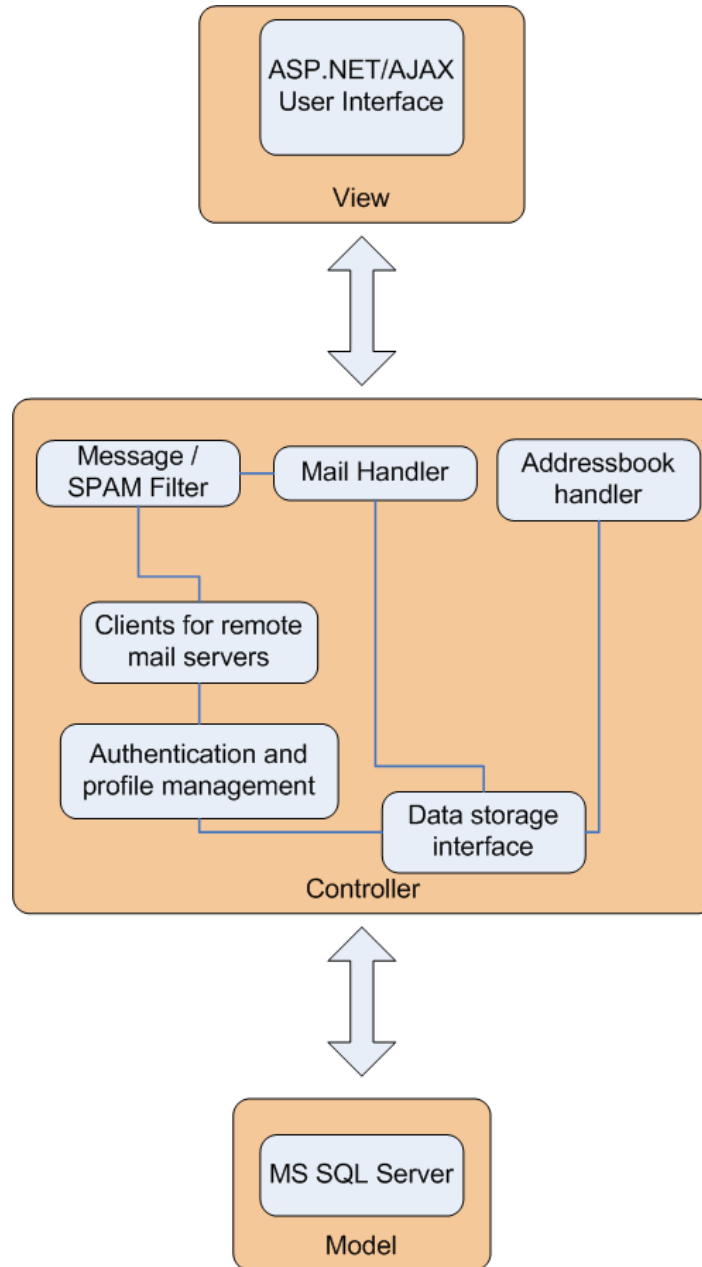 ASP.NET/AJAX
User Interface
View
Message /
SPAM Filter
Mail Handler
Addressbook
handler
Clients for remote
mail servers
Authentication and
profile management
Data storage
interface
Controller
MS SQL Server
Model